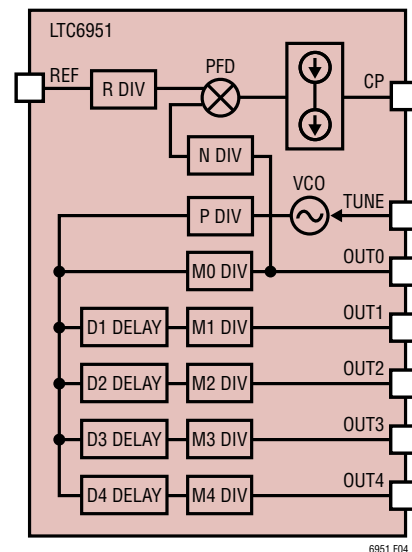 LTC6951
REF
R DIV
PFD
CP
N DIV
VCO
TUNE
P DIV
OUT0
M0 DIV
OUT1
D1 DELAY
M1 DIV
OUT2
D2 DELAY
M2 DIV
OUT3
D3 DELAY
M3 DIV
OUT4
D4 DELAY
M4 DIV
6951 F04